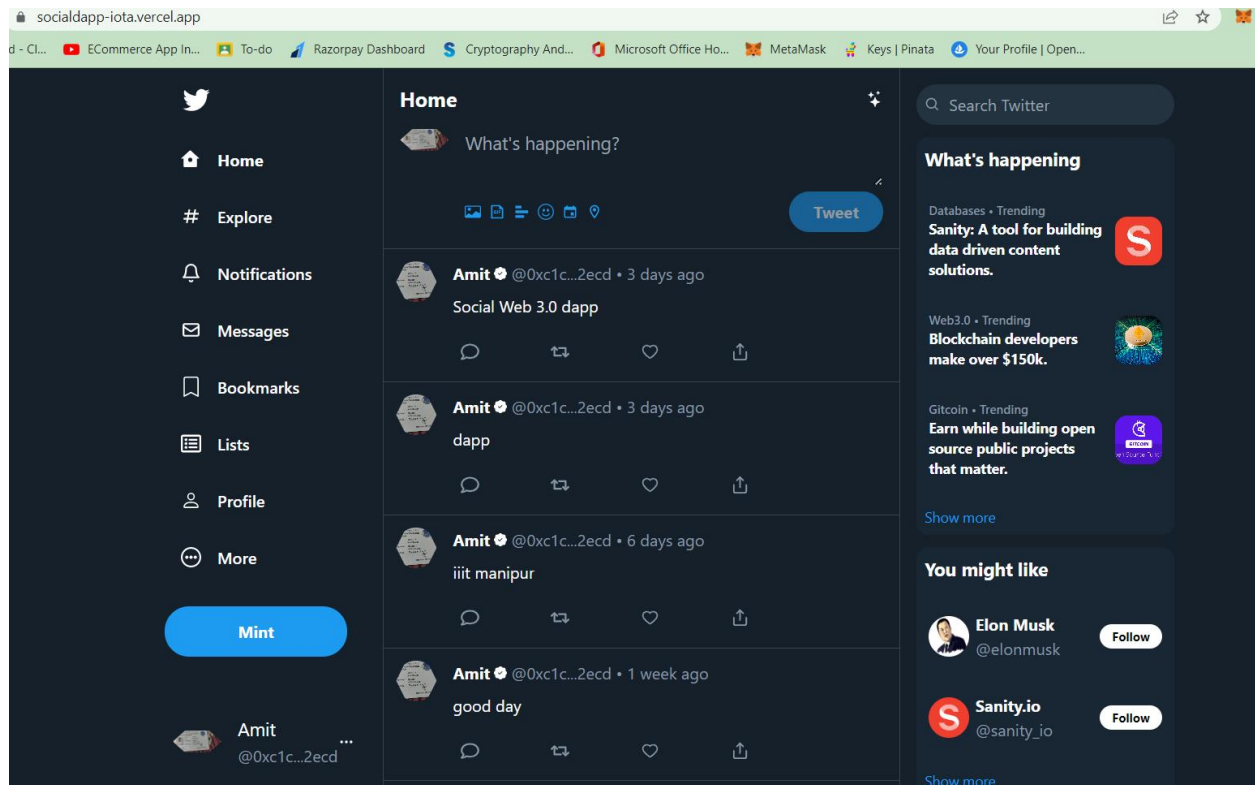 socialdapp-iota.vercel.app
d - Cl... ECommerce App In... To-do Razorpay Dashboard Cryptography And... Microsoft Office Ho... MetaMask Keys | Pinata Your Profile | Open...
Home
Explore
Notifications
Messages
Bookmarks
Lists
Profile
More
Mint
Amit
...
@0xc1c...2ecd
Home
What's happening?
Tweet
Amit @0xc1c...2ecd • 3 days ago
Social Web 3.0 dapp
Amit @0xc1c...2ecd • 3 days ago
dapp
Amit @0xc1c...2ecd • 6 days ago
iiit manipur
Amit @0xc1c...2ecd • 1 week ago
good day
Search Twitter
What's happening
Databases • Trending
Sanity: A tool for building
data driven content
solutions.
S
Web3.0 • Trending
Blockchain developers
make over $150k.
Gitcoin • Trending
Earn while building open
source public projects
that matter.
GITCOIN
Show more
You might like
Elon Musk
@elonmusk
Follow
S
Sanity.io
@sanity_io
Follow
Show more